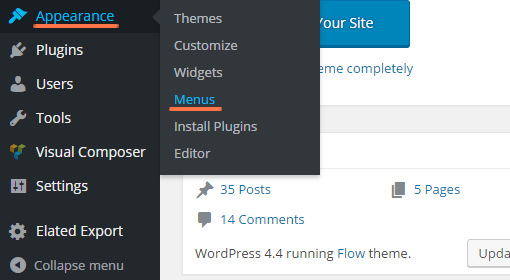 Appearance
Plugins
Users
Tools
Visual Composer
Settings
Elated Export
Collapse menu
Themes
Customize
Widgets
Menus
Install Plugins
Editor
Your Site
eme completely
35 Posts
5 Pages
14 Comments
WordPress 4.4 running Flow theme.
Upda